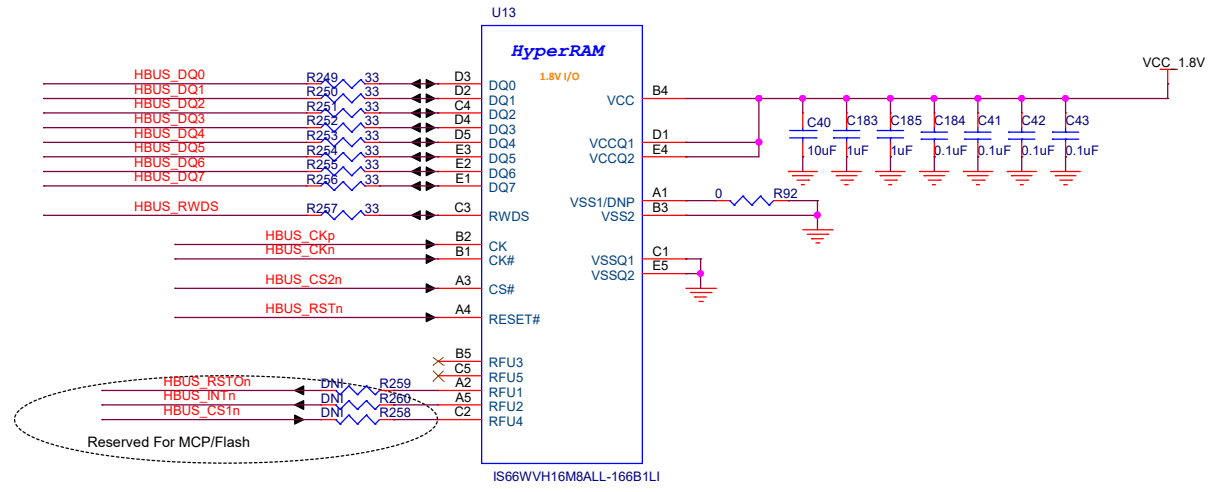 U13
HyperRAM
1.8V I/O
HBUS_DQ0 R249 33 D3 DQ0
HBUS_DQ1 R250 33 D2 DQ1
HBUS_DQ2 R251 33 C4 DQ2
HBUS_DQ3 R252 33 D4 DQ3
HBUS_DQ4 R253 33 D5 DQ4
HBUS_DQ5 R254 33 E3 DQ5
HBUS_DQ6 R255 33 E2 DQ6
HBUS_DQ7 R256 33 E1 DQ7
HBUS_RWDS R257 33 C3 RWDS
HBUS_CKp B2 CK
HBUS_CKn B1 CK#
HBUS_CS2n A3 CS#
HBUS_RSTn A4 RESET#
B5 RFU3
C5 RFU5
HBUS_RSTOn DNI R259 A2 RFU1
HBUS_INTn DNI R260 A5 RFU2
HBUS_CS1n DNI R258 C2 RFU4
Reserved For MCP/Flash
VCC B4
VCCQ1 D1
VCCQ2 E4
VSS1/DNP A1 0 R92
VSS2 B3
VSSQ1 C1
VSSQ2 E5
VCC_1.8V
C40 C183 C185 C184 C41 C42 C43
10uF 1uF 1uF 0.1uF 0.1uF 0.1uF 0.1uF
IS66WVH16M8ALL-166B1LI